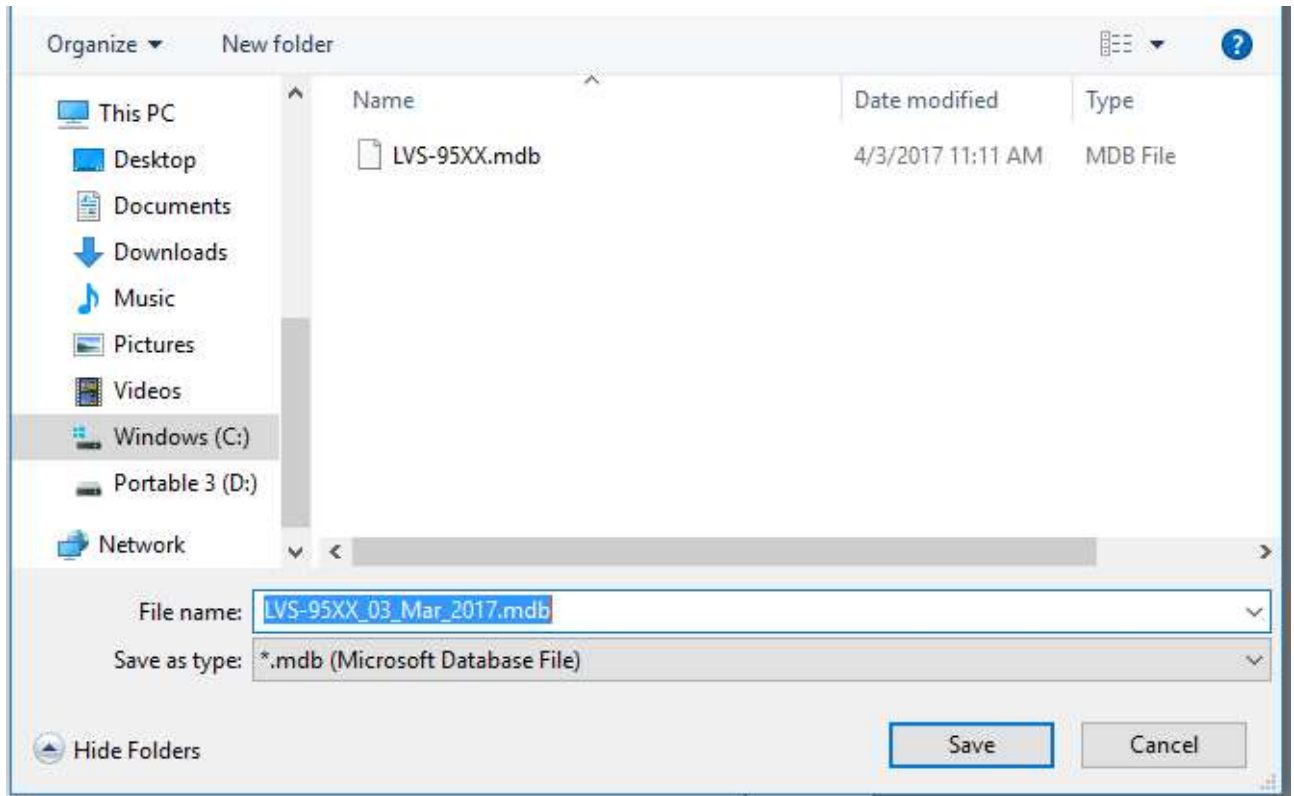 Organize New folder
?
Name Date modified Type
LVS-95XX.mdb 4/3/2017 11:11 AM MDB File
This PC
Desktop
Documents
Downloads
Music
Pictures
Videos
Windows (C:)
Portable 3 (D:)
Network
File name: LVS-95XX_03_Mar_2017.mdb
Save as type: *.mdb (Microsoft Database File)
Hide Folders Save Cancel